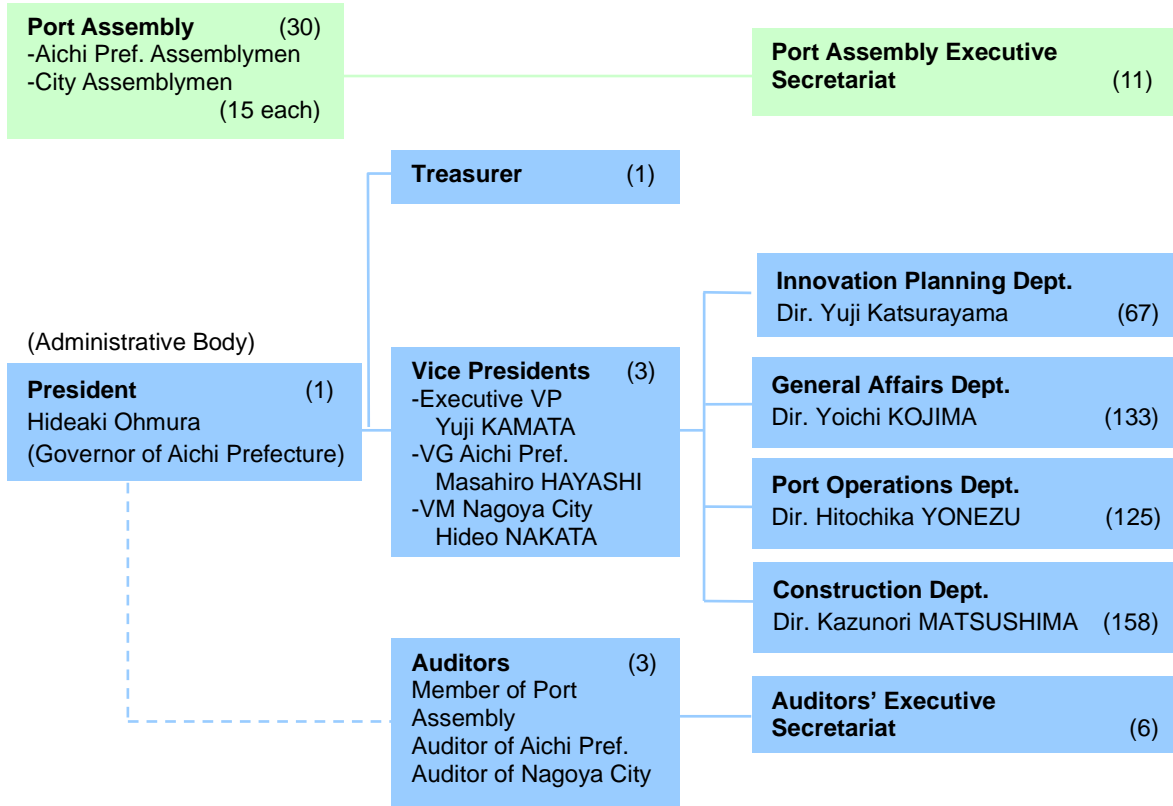 Port Assembly (30)
-Aichi Pref. Assemblymen
-City Assemblymen
(15 each)
Port Assembly Executive
Secretariat (11)
Treasurer (1)
(Administrative Body)
President (1)
Hideaki Ohmura
(Governor of Aichi Prefecture)
Vice Presidents (3)
-Executive VP
Yuji KAMATA
-VG Aichi Pref.
Masahiro HAYASHI
-VM Nagoya City
Hideo NAKATA
Innovation Planning Dept.
Dir. Yuji Katsurayama (67)
General Affairs Dept.
Dir. Yoichi KOJIMA (133)
Port Operations Dept.
Dir. Hitochika YONEZU (125)
Construction Dept.
Dir. Kazunori MATSUSHIMA (158)
Auditors (3)
Member of Port
Assembly
Auditor of Aichi Pref.
Auditor of Nagoya City
Auditors’ Executive
Secretariat (6)